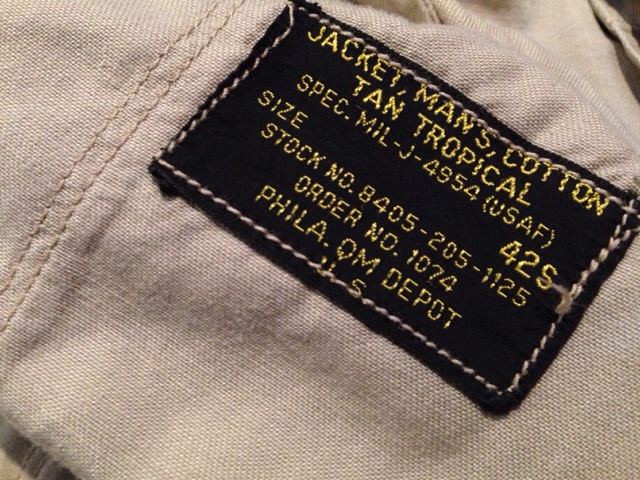 JACKET, MAN'S, COTTON
TAN TROPICAL
SPEC. MIL-J-4954 (USAF)
SIZE 42S
STOCK NO. 8405-205-1125
ORDER NO. 1074
PHILA. QM DEPOT
U. S.